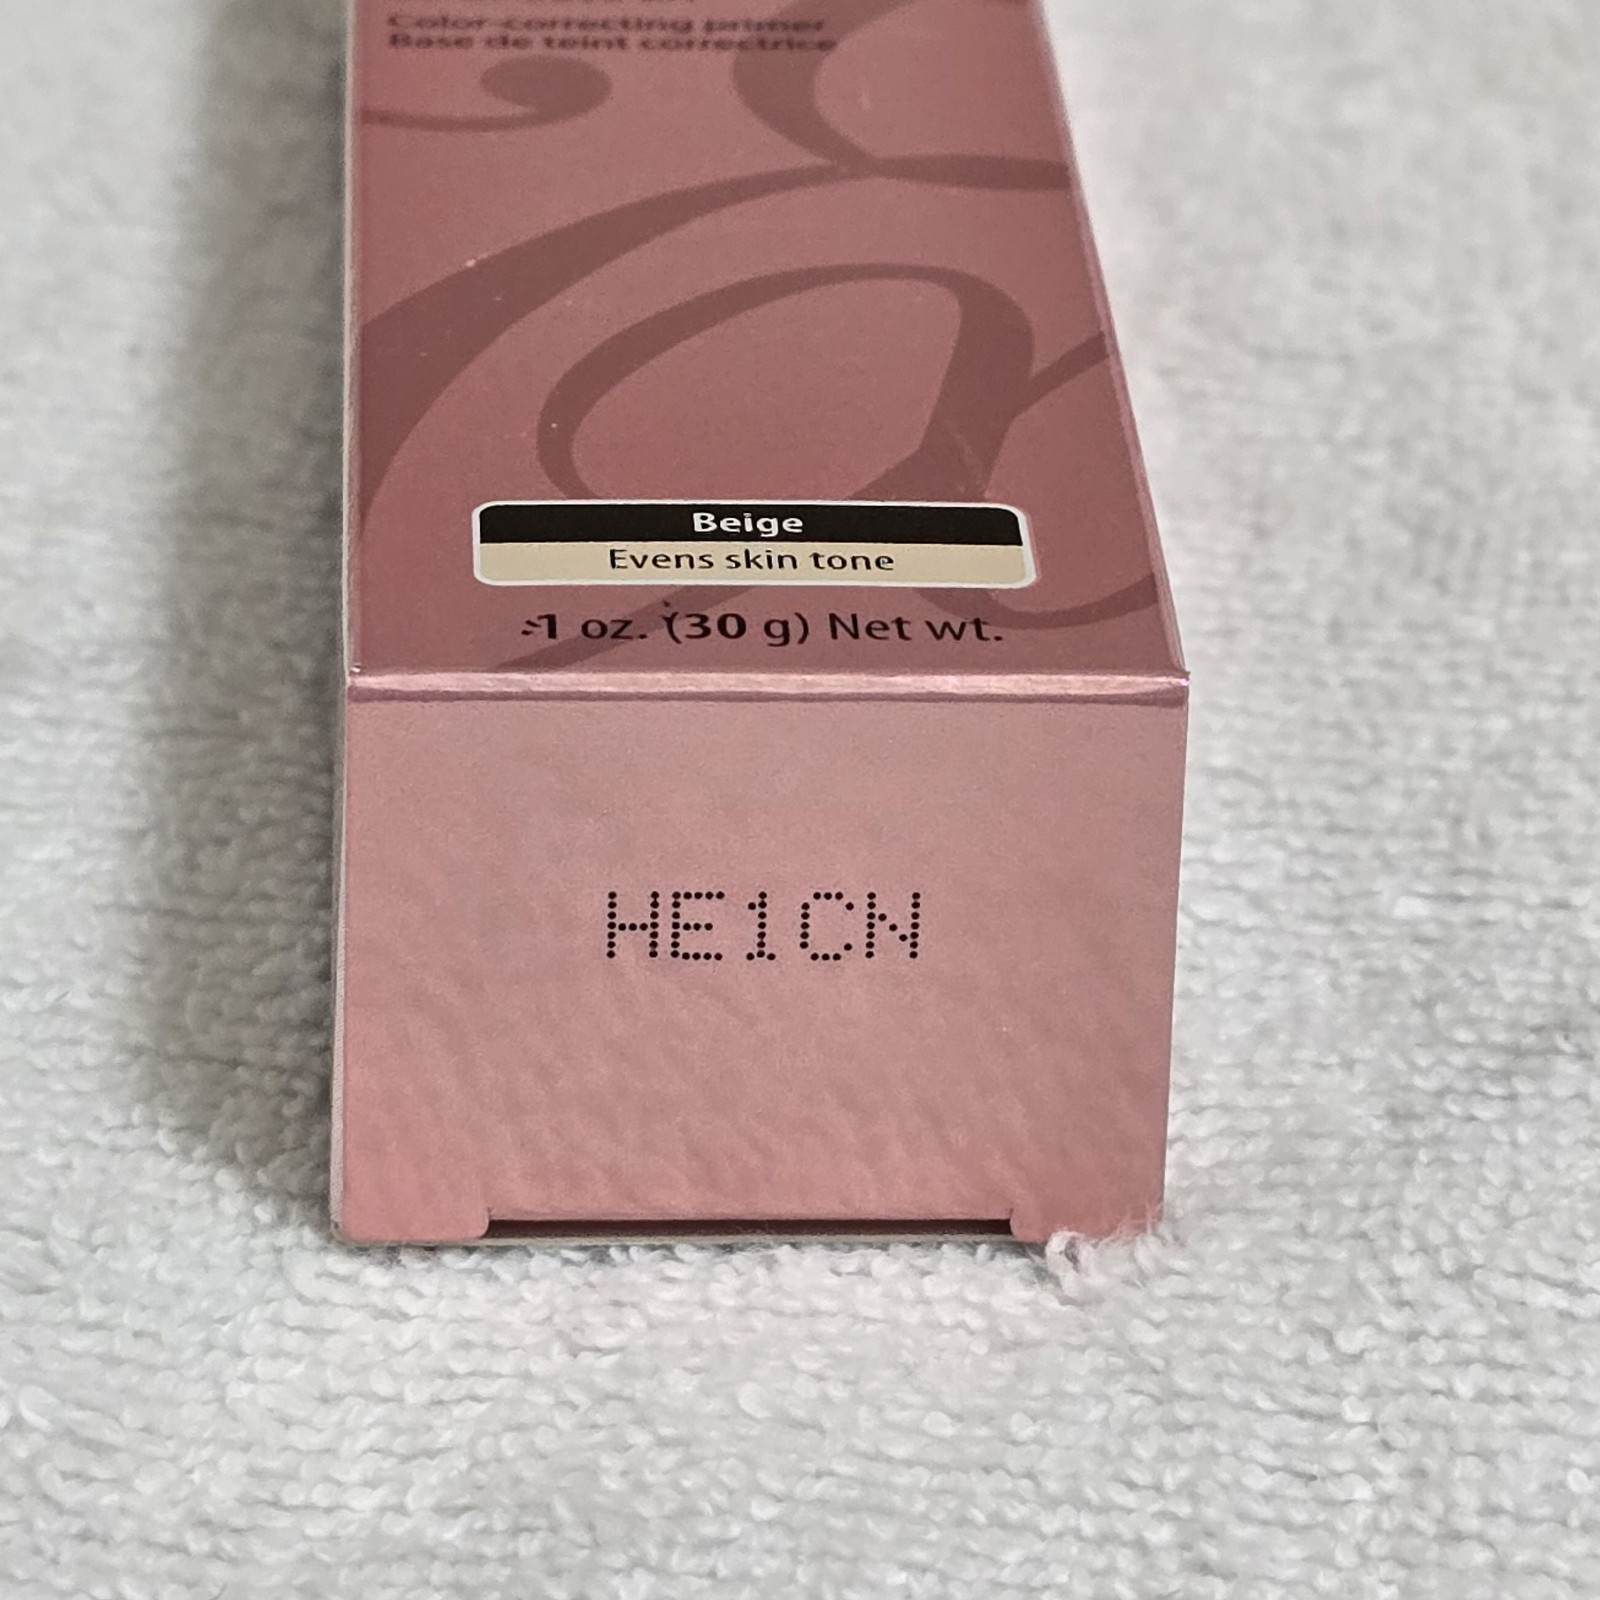 Color-correcting primer
Base de teint correctrice
Beige
Evens skin tone
1 oz. (30 g) Net wt.
HE1CN